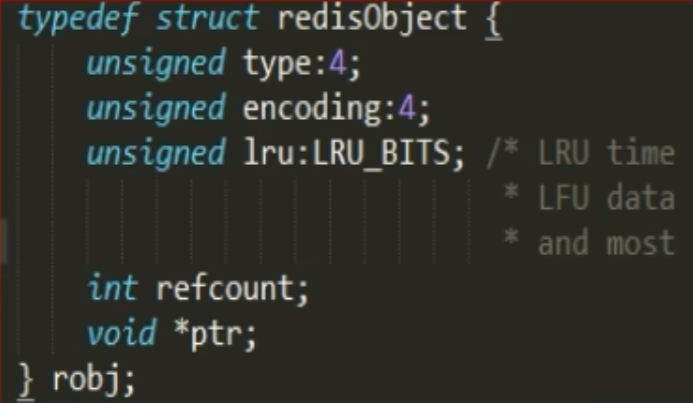 typedef struct redisObject {
unsigned type:4;
unsigned encoding:4;
unsigned lru:LRU_BITS; /* LRU time
* LFU data
* and most
int refcount;
void *ptr;
} robj;